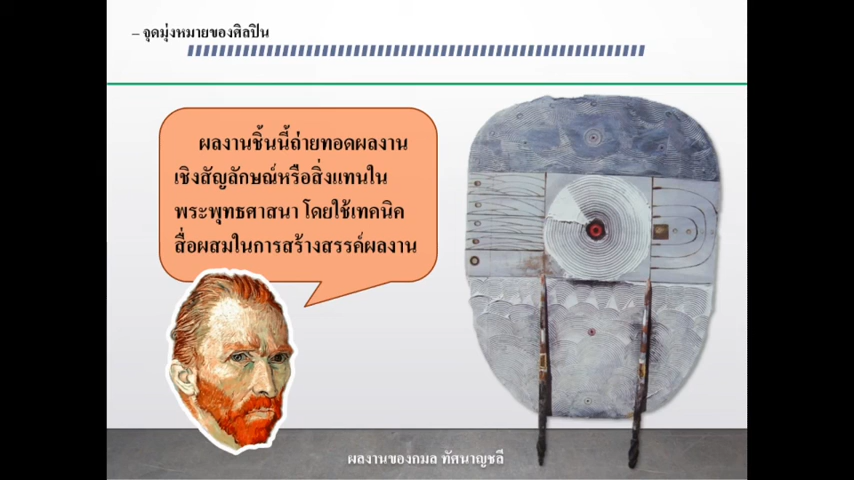 – จุดมุ่งหมายของศิลปิน
ผลงานชิ้นนี้ถ่ายทอดผลงาน
เชิงสัญลักษณ์หรือสิ่งแทนใน
พระพุทธศาสนา โดยใช้เทคนิค
สื่อผสมในการสร้างสรรค์ผลงาน
ผลงานของกมล ทัศนาญชลี